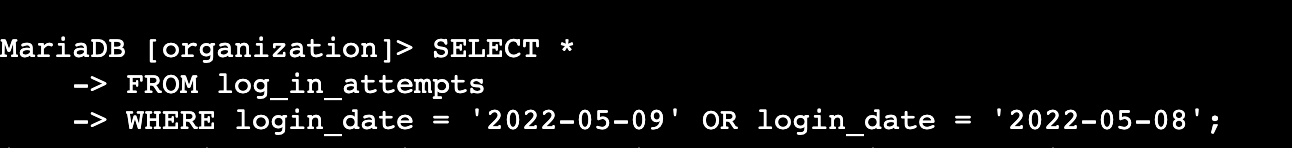 MariaDB [organization]> SELECT *
-> FROM log_in_attempts
-> WHERE login_date = '2022-05-09' OR login_date = '2022-05-08';